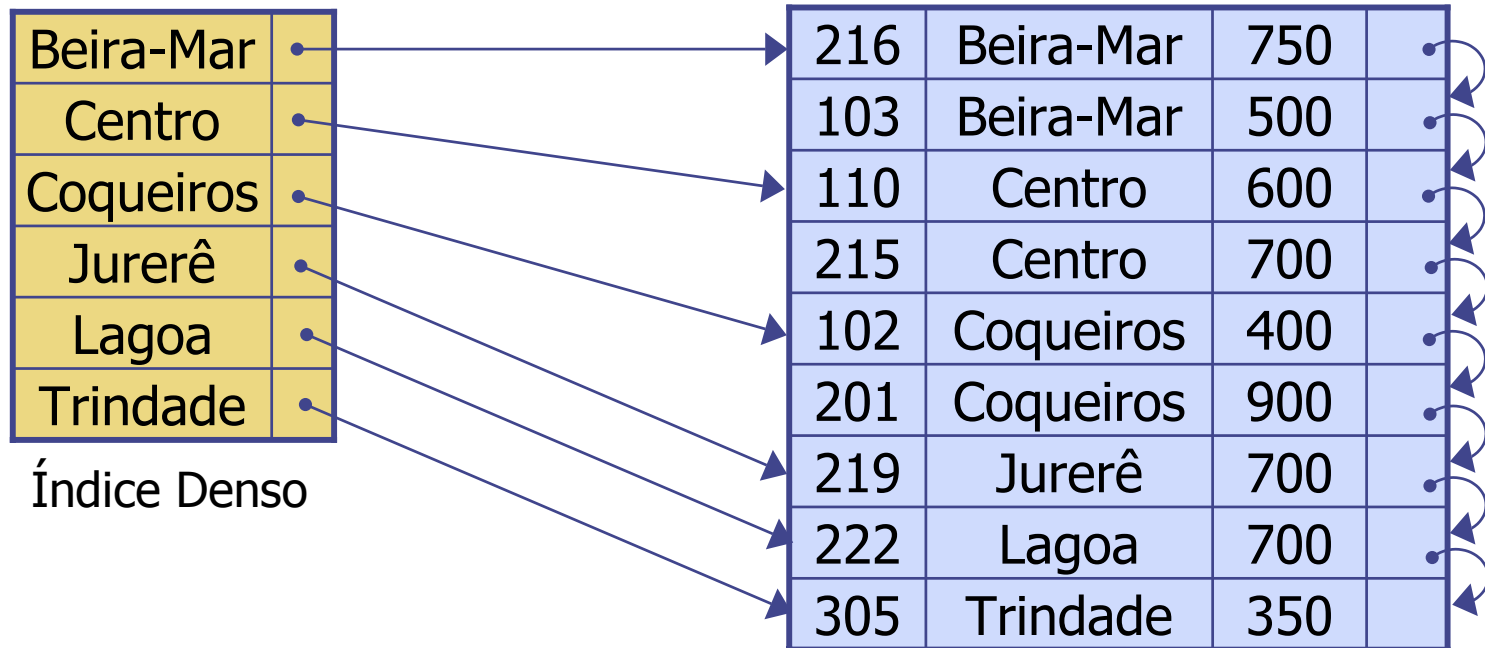 Beira-Mar
Centro
Coqueiros
Jurerê
Lagoa
Trindade
Índice Denso
216 Beira-Mar 750
103 Beira-Mar 500
110 Centro 600
215 Centro 700
102 Coqueiros 400
201 Coqueiros 900
219 Jurerê 700
222 Lagoa 700
305 Trindade 350